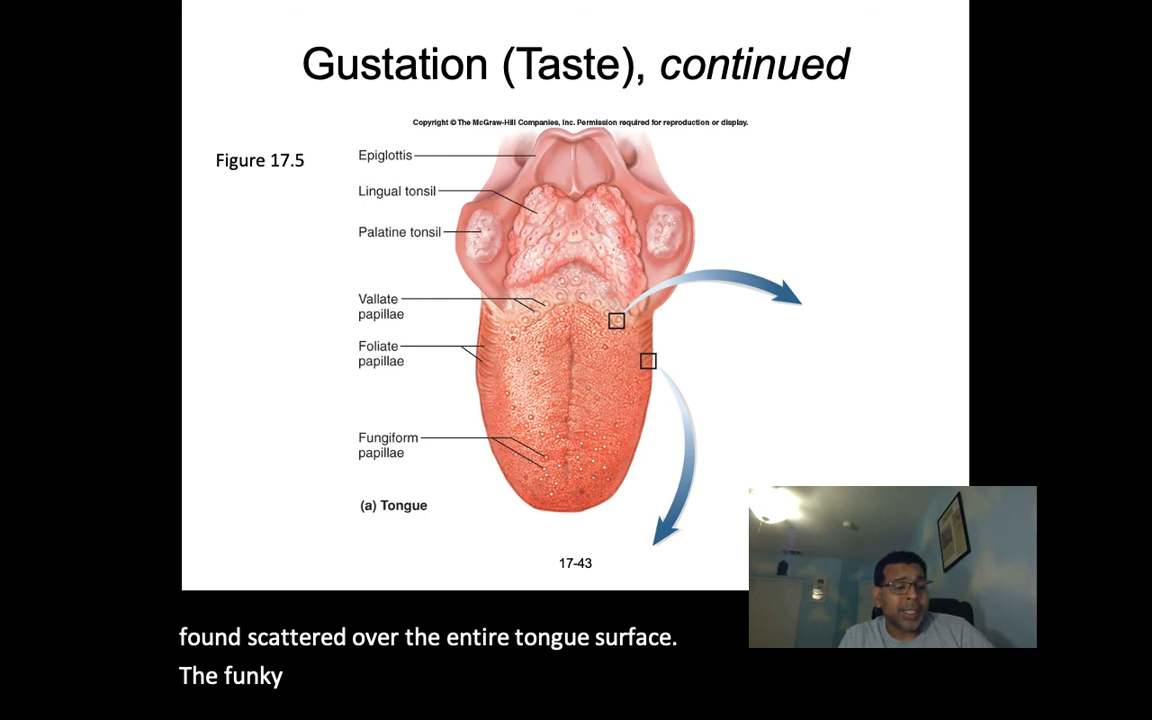 Gustation (Taste), continued
Copyright © The McGraw-Hill Companies, Inc. Permission required for reproduction or display.
Figure 17.5
Epiglottis
Lingual tonsil
Palatine tonsil
Vallate
papillae
Foliate
papillae
Fungiform
papillae
(a) Tongue
17-43
found scattered over the entire tongue surface.
The funky